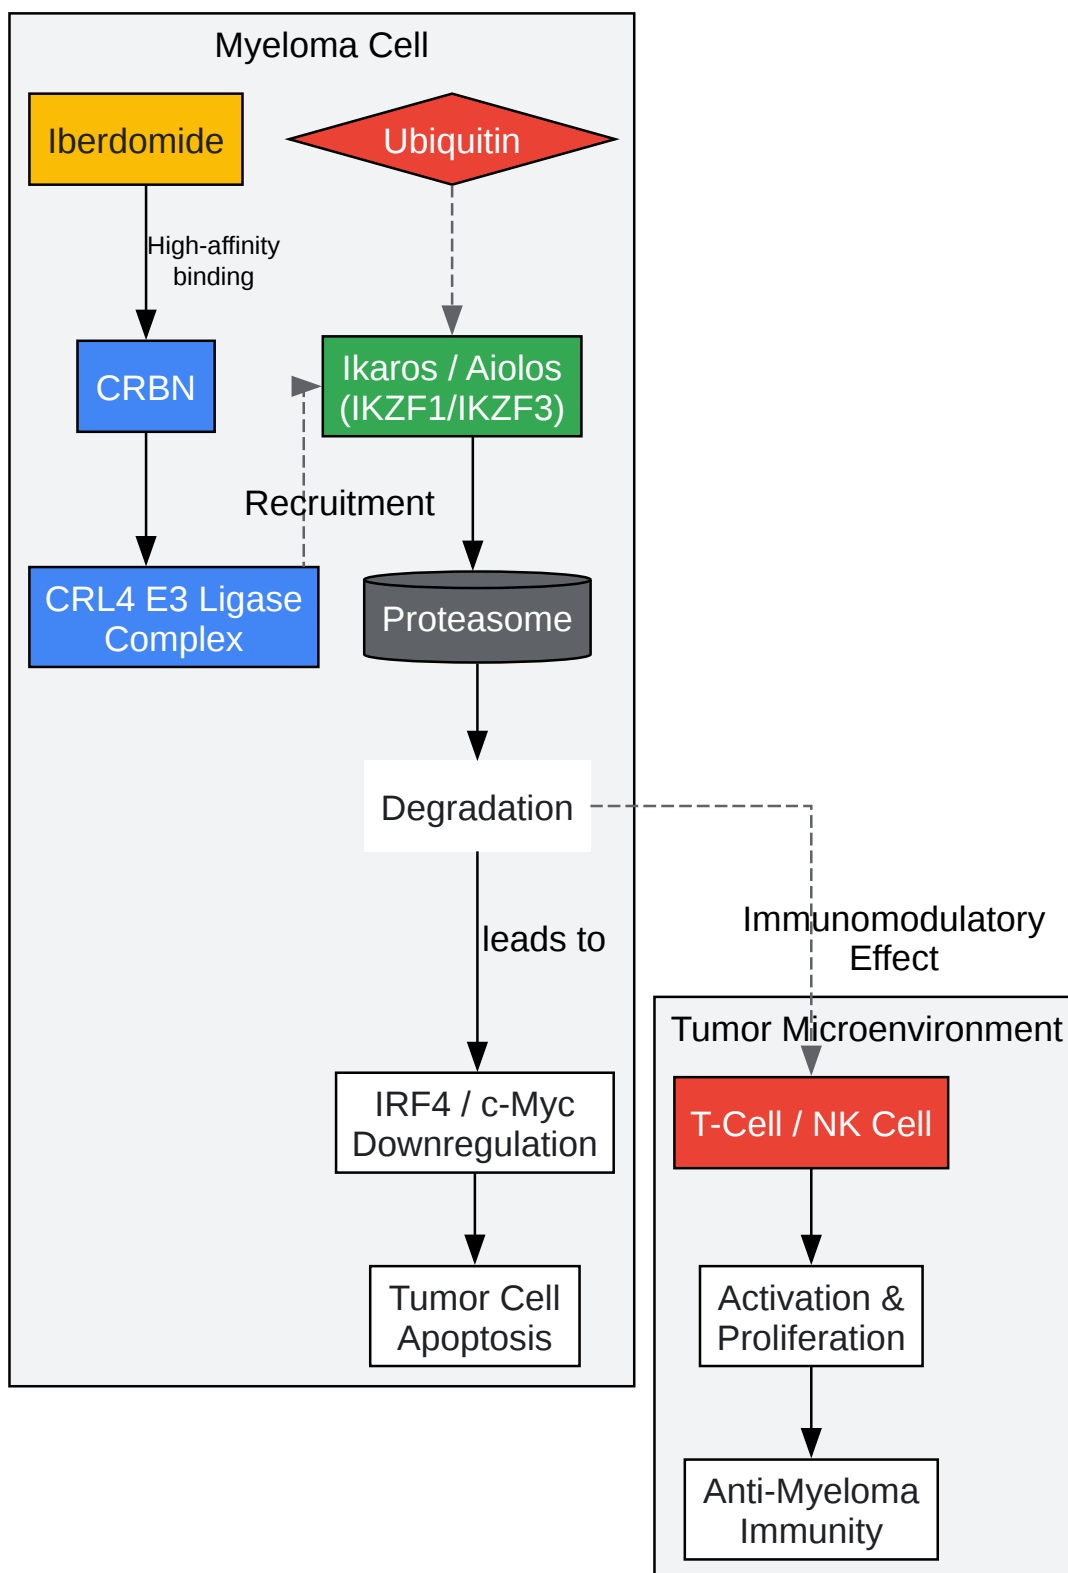 Myeloma Cell
Iberdomide
Ubiquitin
High-affinity
binding
CRBN
Ikaros / Aiolos
(IKZF1/IKZF3)
Recruitment
CRL4 E3 Ligase
Complex
Proteasome
Degradation
leads to
Immunomodulatory
Effect
Tumor Microenvironment
IRF4 / c-Myc
Downregulation
T-Cell / NK Cell
Tumor Cell
Apoptosis
Activation &
Proliferation
Anti-Myeloma
Immunity